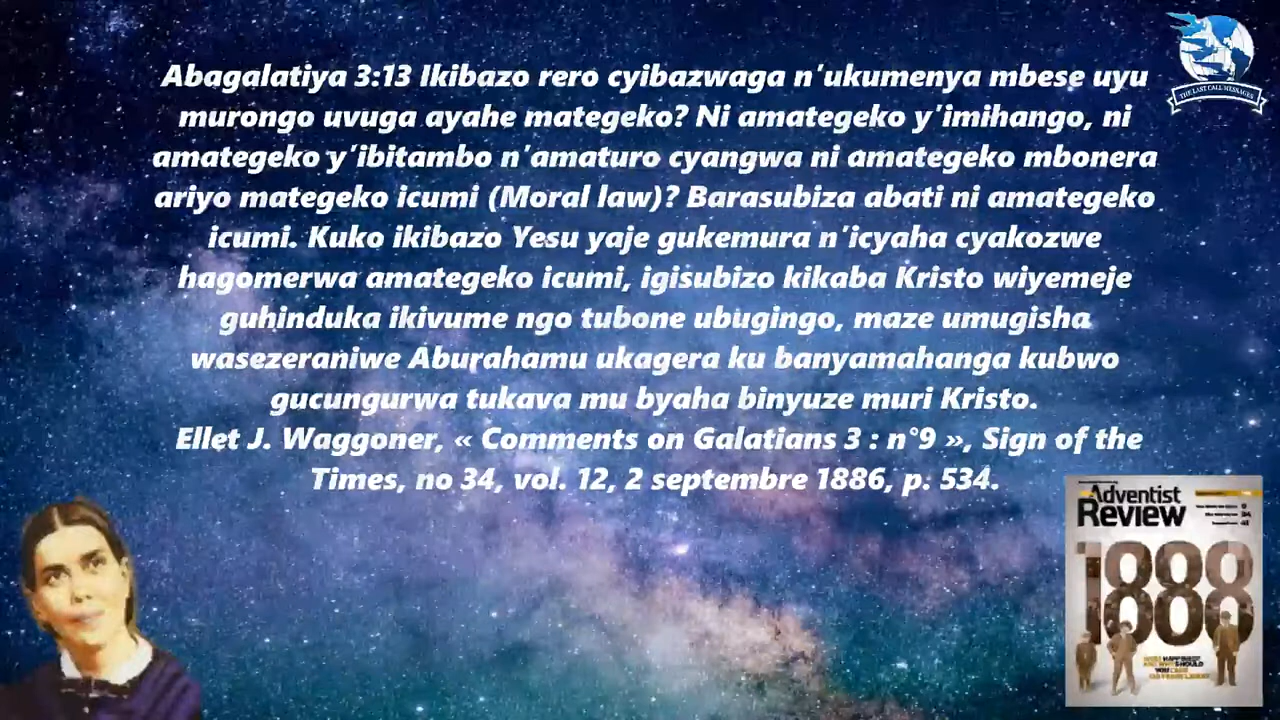 Abagalatiya 3:13 Ikibazo rero cyibazwaga n'ukumenya mbese uyu
murongo uvuga ayahe mategeko? Ni amategeko y'imihango, ni
amategeko y'ibitambo n'amaturo cyangwa ni amategeko mbonera
ariyo mategeko icumi (Moral law)? Barasubiza abati ni amategeko
icumi. Kuko ikibazo Yesu yaje gukemura n'icyaha cyakozwe
hagomerwa amategeko icumi, igisubizo kikaba Kristo wiyemeje
guhinduka ikivume ngo tubone ubugingo, maze umugisha
wasezeraniwe Aburahamu ukagera ku banyamahanga kubwo
gucungurwa tukava mu byaha binyuze muri Kristo.
Ellet J. Waggoner, « Comments on Galatians 3 : n°9 », Sign of the
Times, no 34, vol. 12, 2 septembre 1886, p. 534.
THE LAST CALL MESSAGES
Adventist
Review
1888